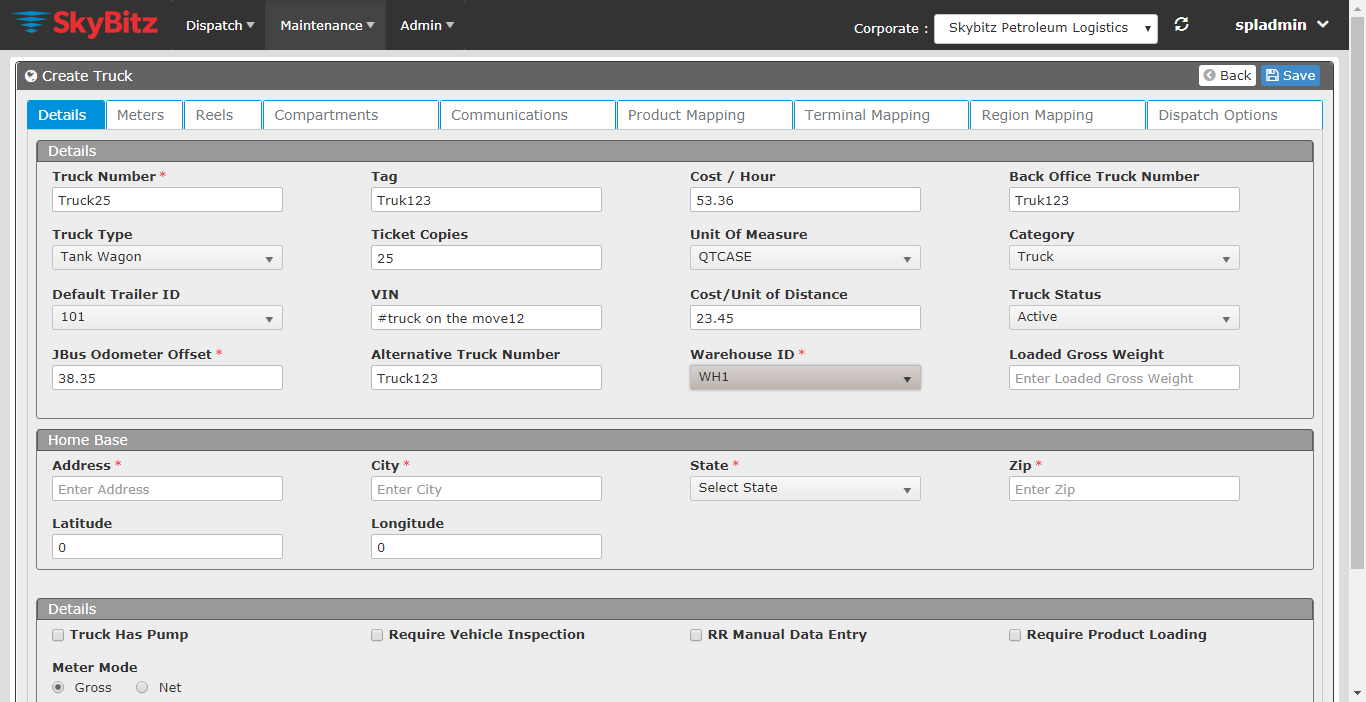 SkyBitz Dispatch Maintenance Admin Corporate : Skybitz Petroleum Logistics spladmin
Create Truck Back Save
Details Meters Reels Compartments Communications Product Mapping Terminal Mapping Region Mapping Dispatch Options
Details
Truck Number * Tag Cost / Hour Back Office Truck Number
Truck25 Truk123 53.36 Truk123
Truck Type Ticket Copies Unit Of Measure Category
Tank Wagon 25 QTCASE Truck
Default Trailer ID VIN Cost/Unit of Distance Truck Status
101 #truck on the move12 23.45 Active
JBus Odometer Offset * Alternative Truck Number Warehouse ID * Loaded Gross Weight
38.35 Truck123 WH1 Enter Loaded Gross Weight
Home Base
Address * City * State * Zip *
Enter Address Enter City Select State Enter Zip
Latitude Longitude
0 0
Details
Truck Has Pump Require Vehicle Inspection RR Manual Data Entry Require Product Loading
Meter Mode
Gross Net